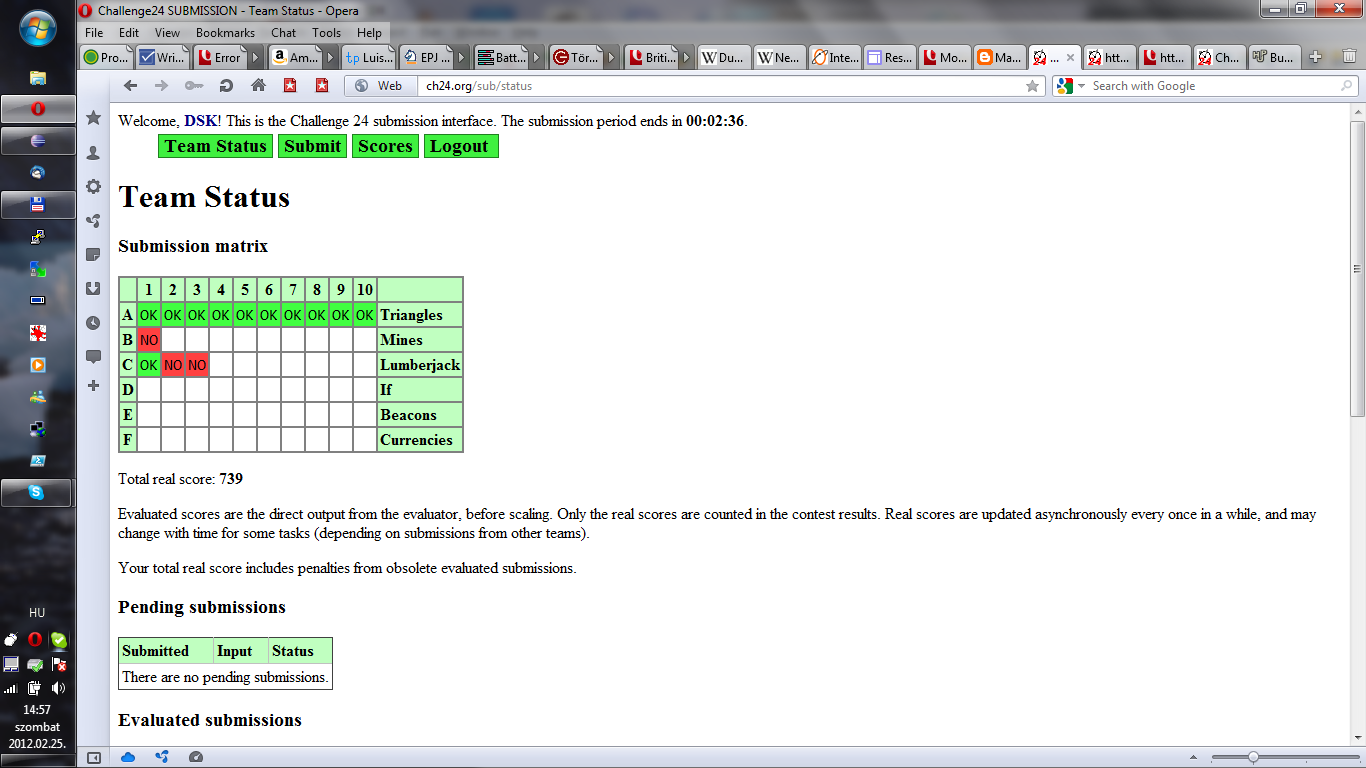 Challenge24 SUBMISSION - Team Status - Opera
File Edit View Bookmarks Chat Tools Help
Pro... Wri... Error Am... Luis... EPJ ... Batt... Tör... Briti... Du... Ne... Inte... Res... Mo... Ma... ... htt... htt... Ch... Bu...
Web ch24.org/sub/status Search with Google
Welcome, DSK! This is the Challenge 24 submission interface. The submission period ends in 00:02:36.
Team Status Submit Scores Logout
Team Status
Submission matrix
1 2 3 4 5 6 7 8 9 10
A OK OK OK OK OK OK OK OK OK OK Triangles
B NO Mines
C OK NO NO Lumberjack
D If
E Beacons
F Currencies
Total real score: 739
Evaluated scores are the direct output from the evaluator, before scaling. Only the real scores are counted in the contest results. Real scores are updated asynchronously every once in a while, and may
change with time for some tasks (depending on submissions from other teams).
Your total real score includes penalties from obsolete evaluated submissions.
Pending submissions
Submitted Input Status
There are no pending submissions.
Evaluated submissions
HU
14:57
szombat
2012.02.25.